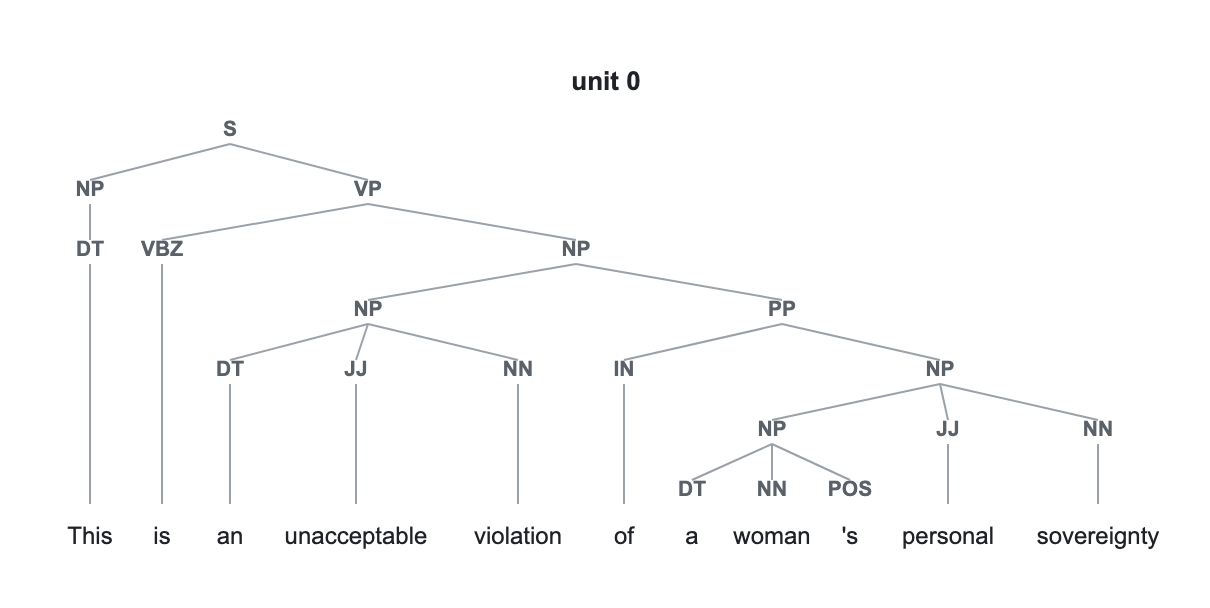 unit 0
S
NP VP
DT VBZ NP
NP PP
DT JJ NN IN NP
NP JJ NN
DT NN POS
This is an unacceptable violation of a woman 's personal sovereignty